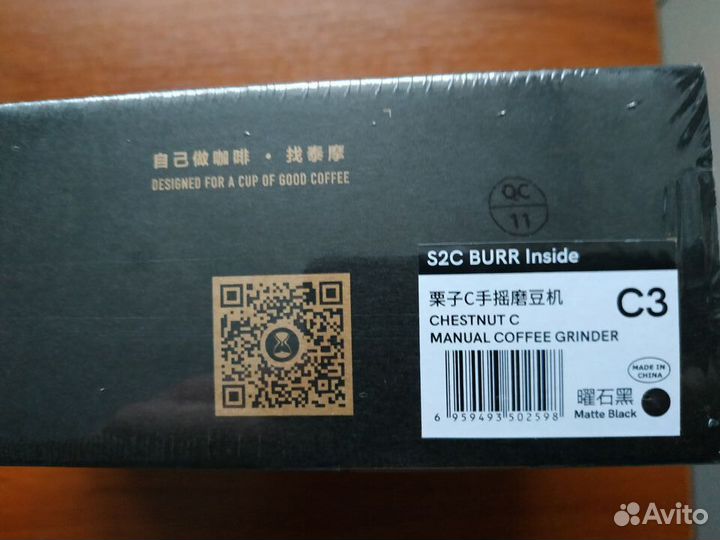 自己做咖啡 · 找泰摩
DESIGNED FOR A CUP OF GOOD COFFEE
QC
11
S2C BURR Inside
栗子C手摇磨豆机
CHESTNUT C
MANUAL COFFEE GRINDER
C3
MADE IN
CHINA
6 959493 502598
曜石黑
Matte Black
Avito